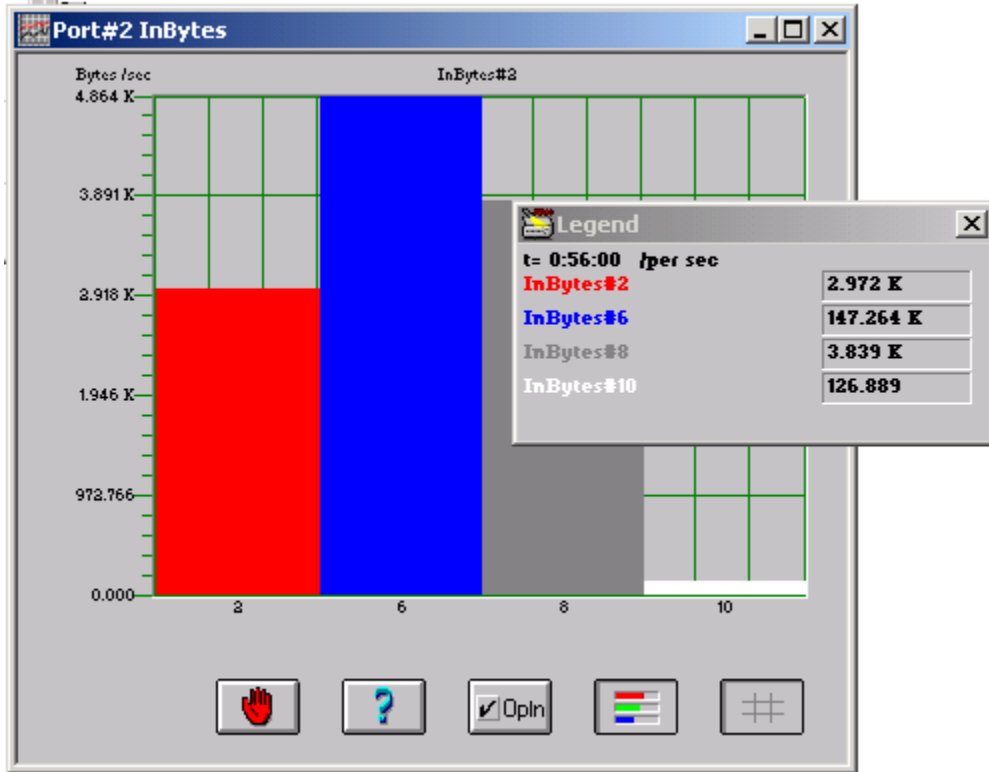 Port#2 InBytes
Bytes /sec
InBytes#2
4.864 K
3.891 K
2.918 K
1.946 K
972.766
0.000
2 6 8 10
Legend
t= 0:56:00 /per sec
InBytes#2 2.972 K
InBytes#6 147.264 K
InBytes#8 3.839 K
InBytes#10 126.889
? OpIn